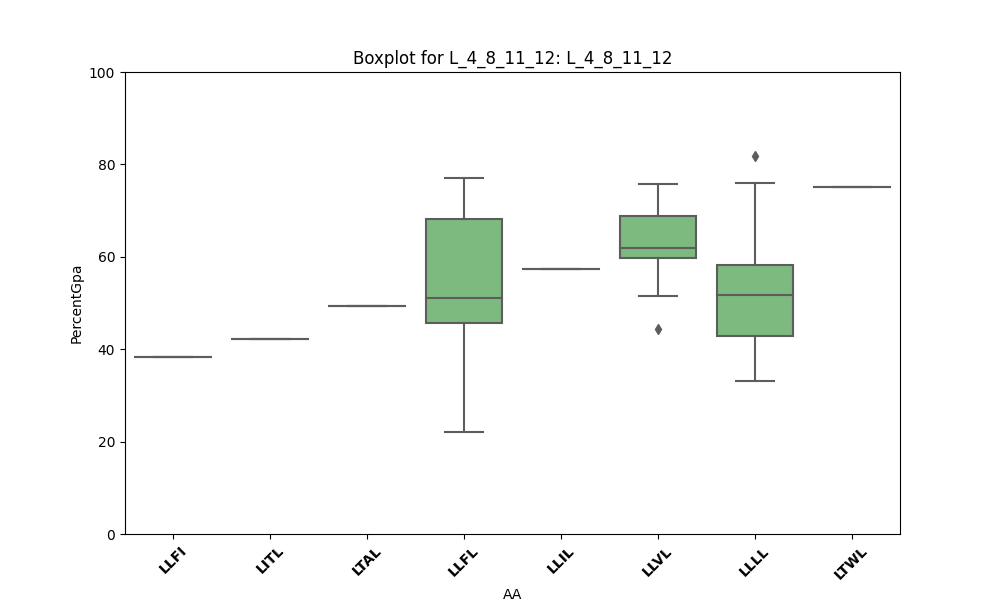 Boxplot for L_4_8_11_12: L_4_8_11_12
100
80
60
40
20
0
PercentGpa
LLFI
LITL
LTAL
LLFL
LLIL
LLVL
LLLL
LTWL
AA